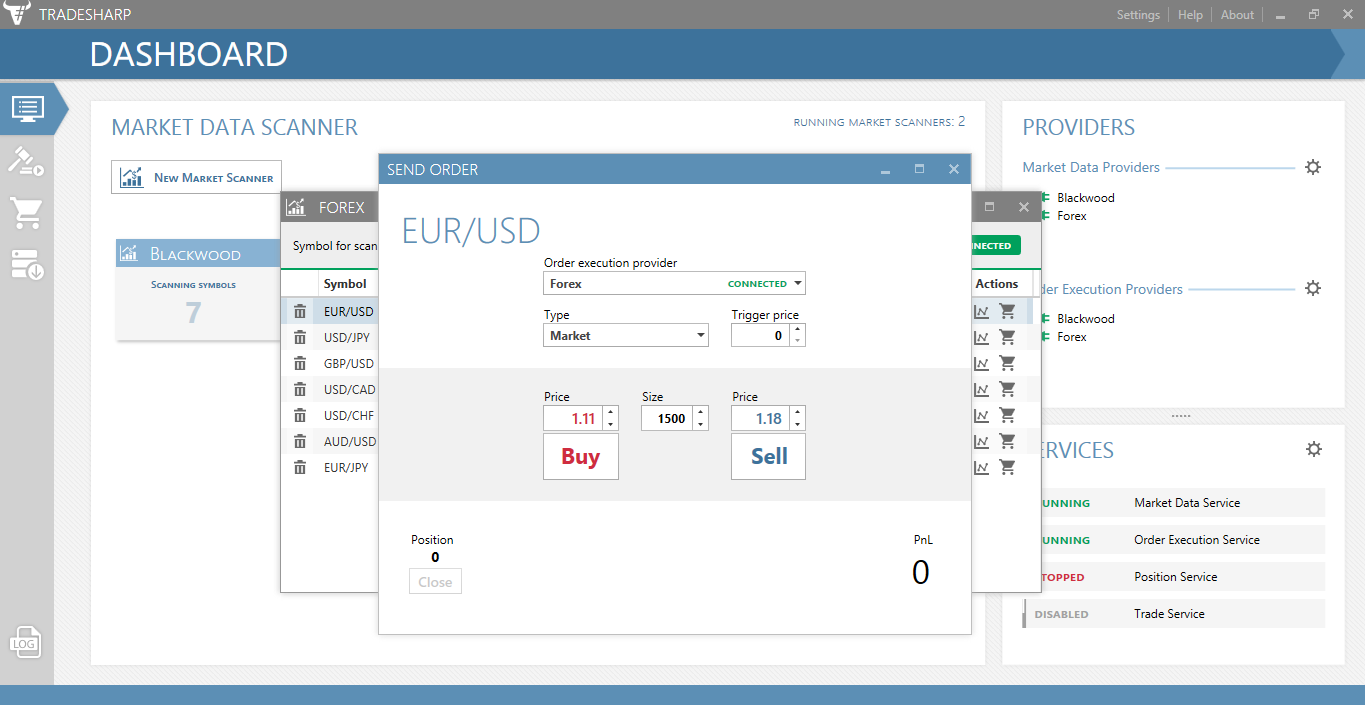 TRADESHARP
Settings Help About
DASHBOARD
MARKET DATA SCANNER
RUNNING MARKET SCANNERS: 2
New Market Scanner
Blackwood
Scanning symbols
7
FOREX
Symbol for scan
NECTED
Symbol
Actions
EUR/USD
USD/JPY
GBP/USD
USD/CAD
USD/CHF
AUD/USD
EUR/JPY
SEND ORDER
EUR/USD
Order execution provider
Forex CONNECTED
Type Trigger price
Market 0
Price Size Price
1.11 1500 1.18
Buy Sell
Position PnL
0 0
Close
PROVIDERS
Market Data Providers
Blackwood
Forex
der Execution Providers
Blackwood
Forex
ERVICES
UNNING Market Data Service
UNNING Order Execution Service
TOPPED Position Service
DISABLED Trade Service
LOG